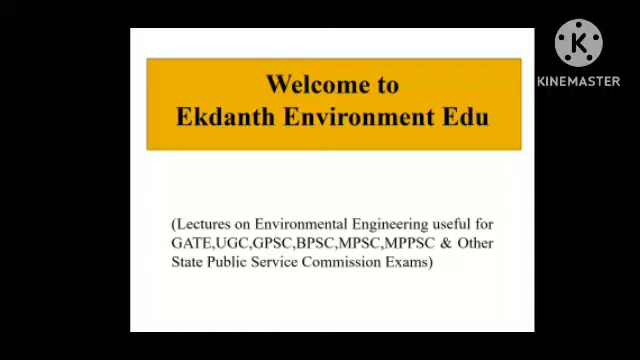 Welcome to
Ekdanth Environment Edu
(Lectures on Environmental Engineering useful for
GATE,UGC,GPSC,BPSC,MPSC,MPPSC & Other
State Public Service Commission Exams)
K
KINEMASTER